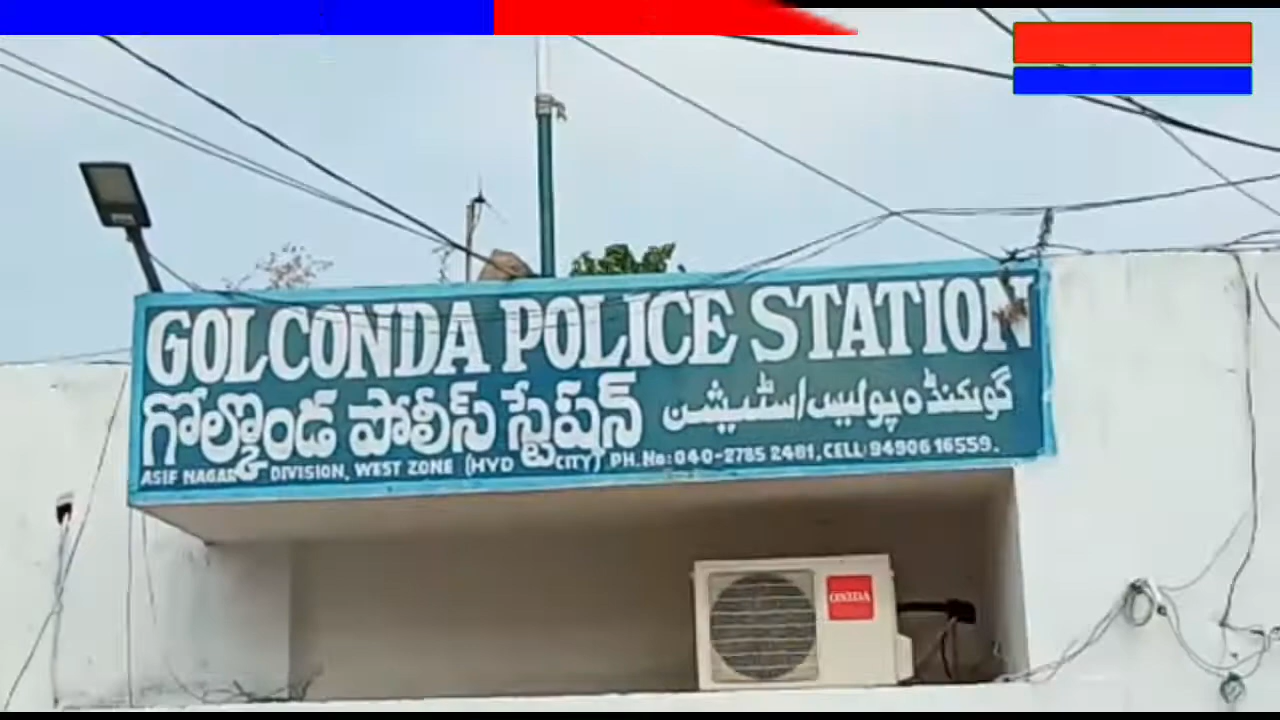 GOLCONDA POLICE STATION
గోల్కొండ పోలీస్ స్టేషన్ گولکنڈہ پولیس اسٹیشن
ASIF NAGAR DIVISION, WEST ZONE (HYD CITY) PH.No: 040-2785 2481, CELL: 94906 16559.
ONIDA